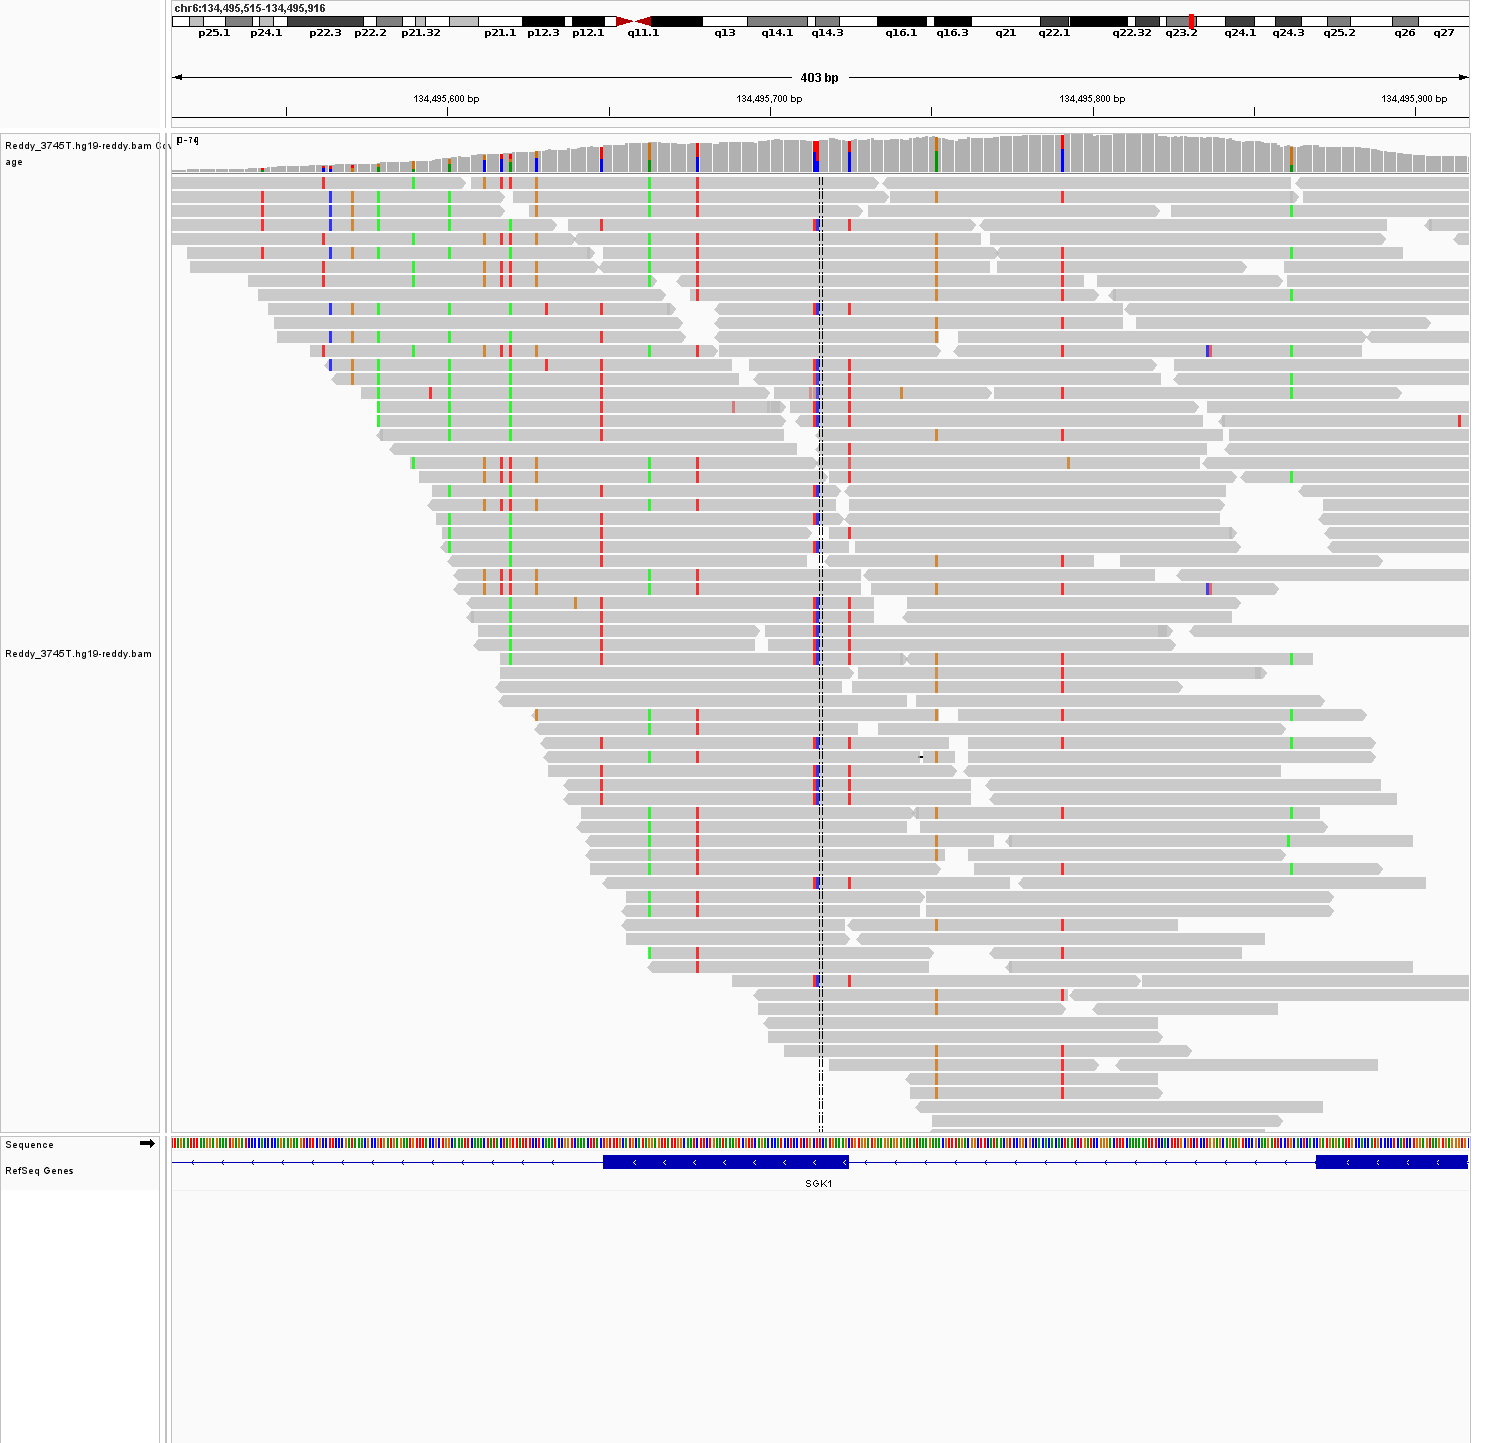 chr6:134,495,515-134,495,916
p25.1 p24.1 p22.3 p22.2 p21.32 p21.1 p12.3 p12.1 q11.1 q13 q14.1 q14.3 q16.1 q16.3 q21 q22.1 q22.32 q23.2 q24.1 q24.3 q25.2 q26 q27
403 bp
134,495,600 bp 134,495,700 bp 134,495,800 bp 134,495,900 bp
Reddy_3745T.hg19-reddy.bam Cov
age
[0-74]
Reddy_3745T.hg19-reddy.bam
Sequence
RefSeq Genes
SGK1